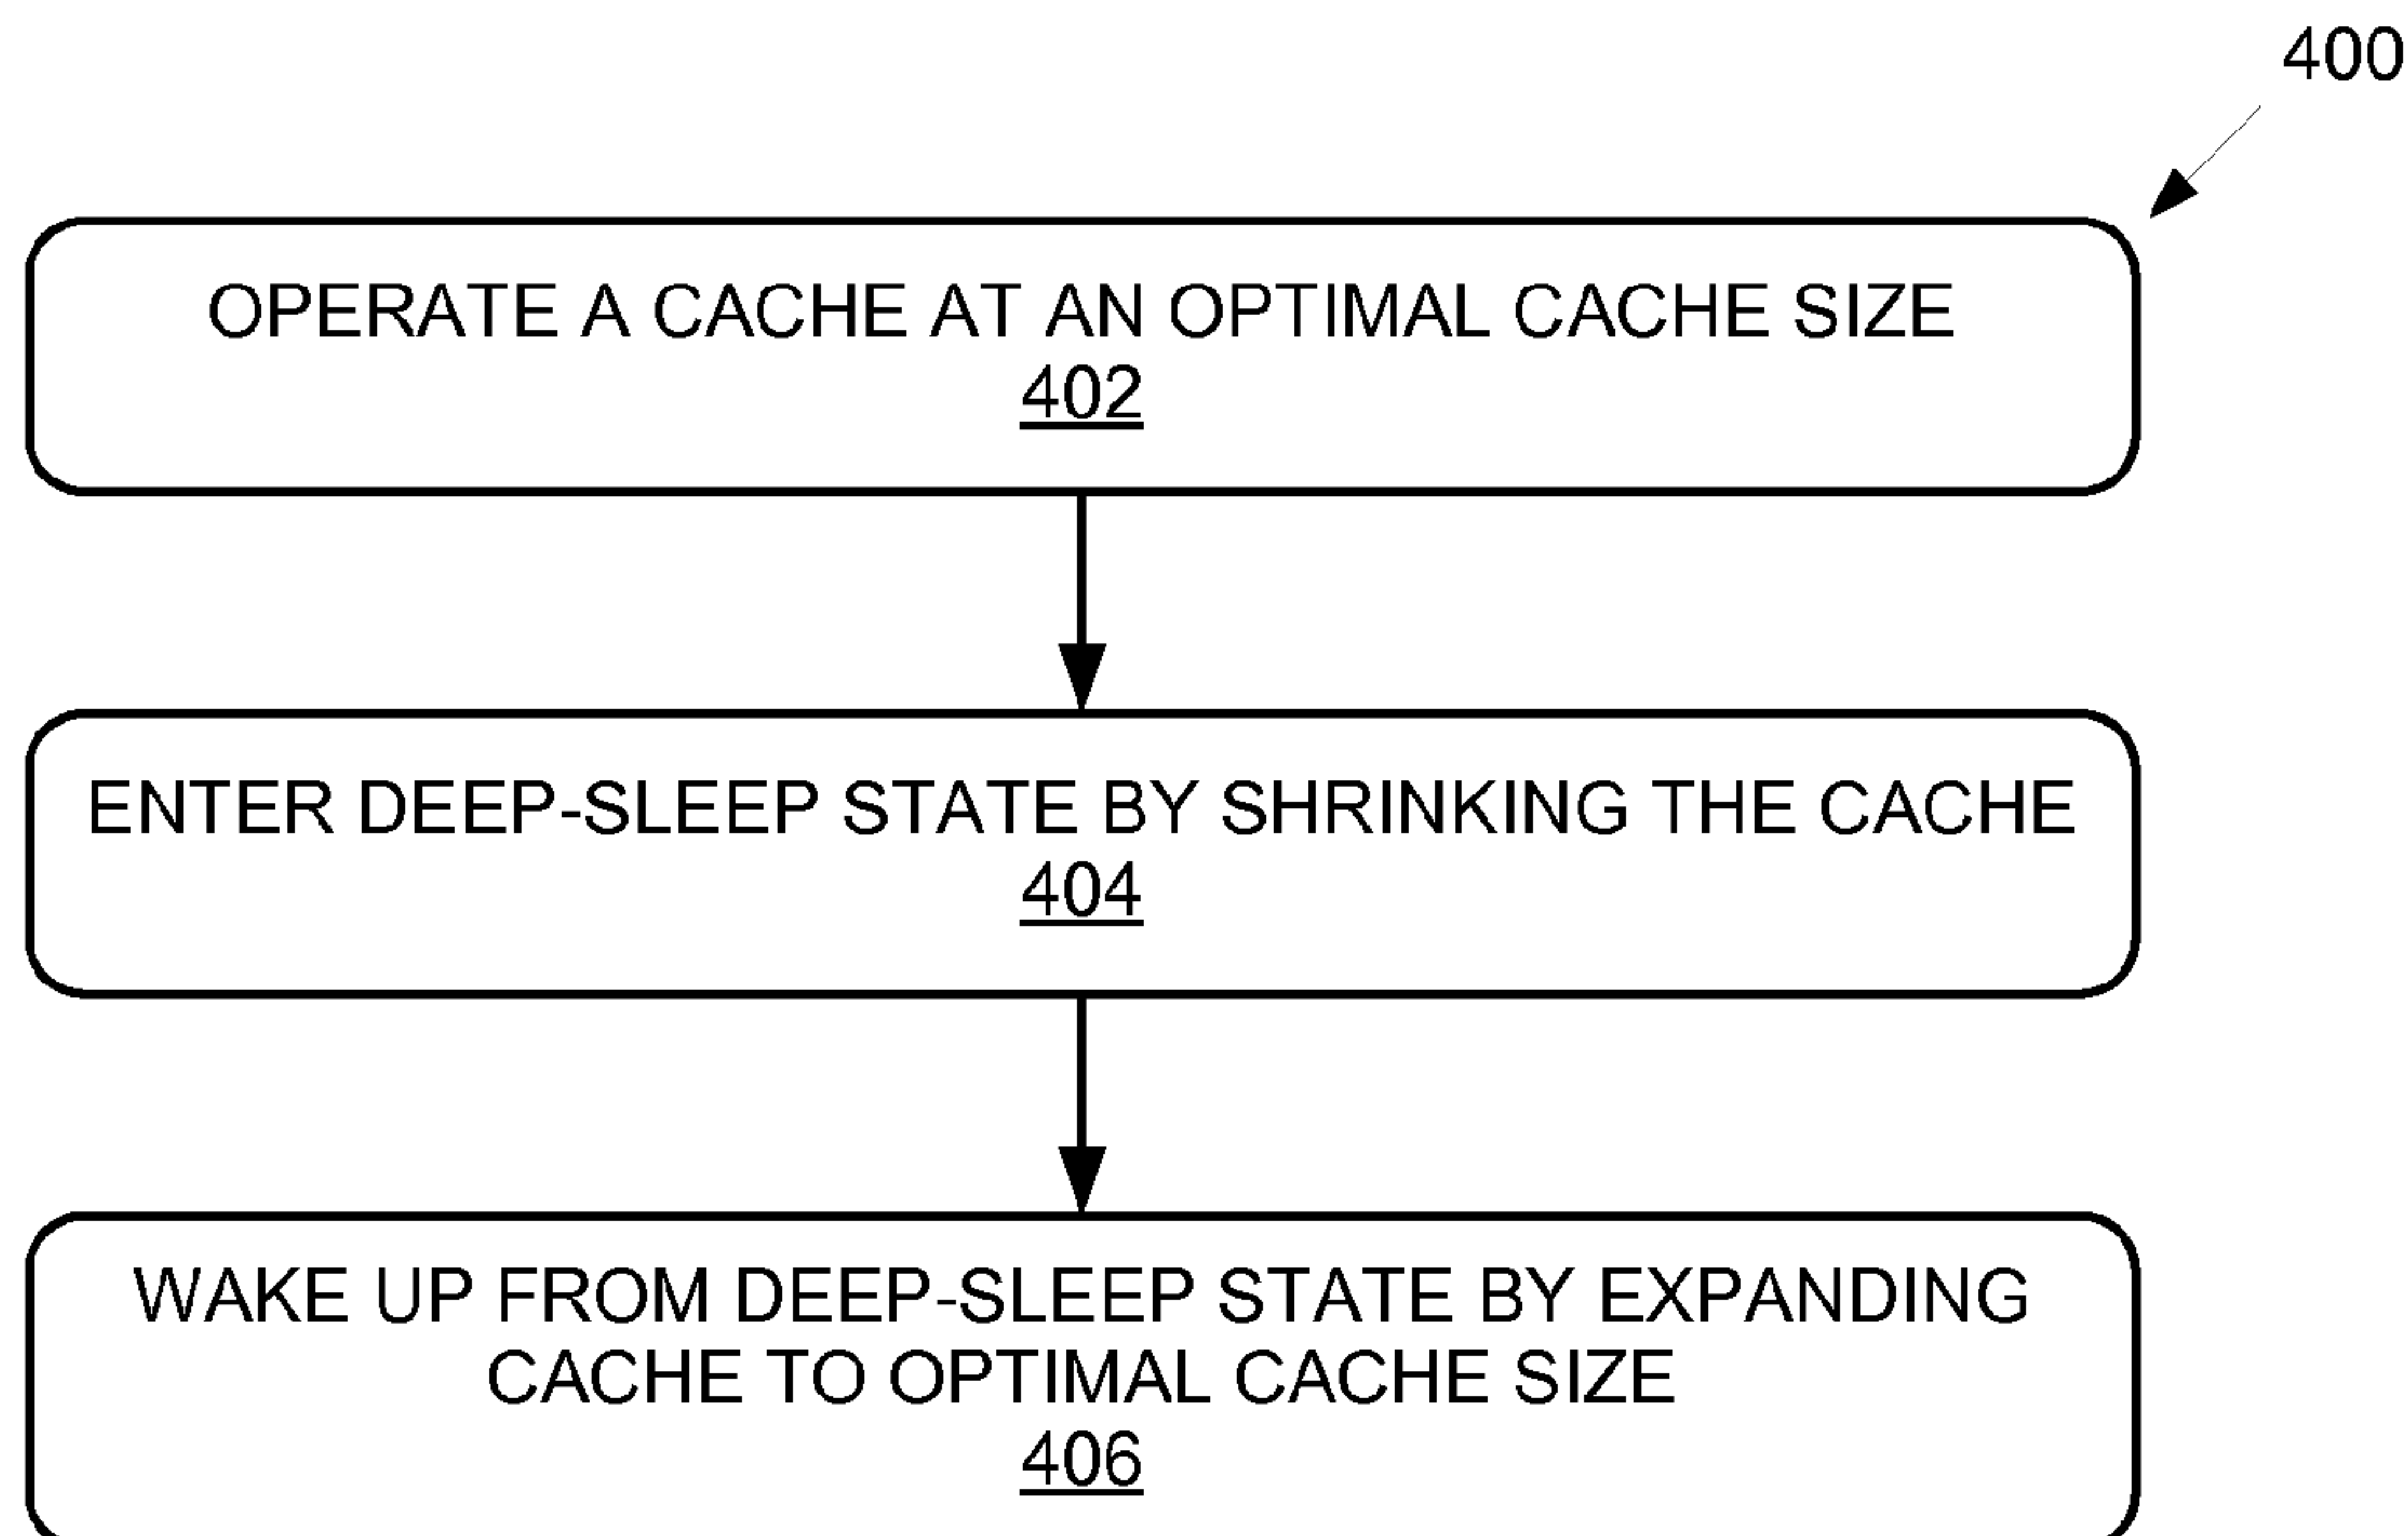 400
OPERATE A CACHE AT AN OPTIMAL CACHE SIZE
402
ENTER DEEP-SLEEP STATE BY SHRINKING THE CACHE
404
WAKE UP FROM DEEP-SLEEP STATE BY EXPANDING
CACHE TO OPTIMAL CACHE SIZE
406